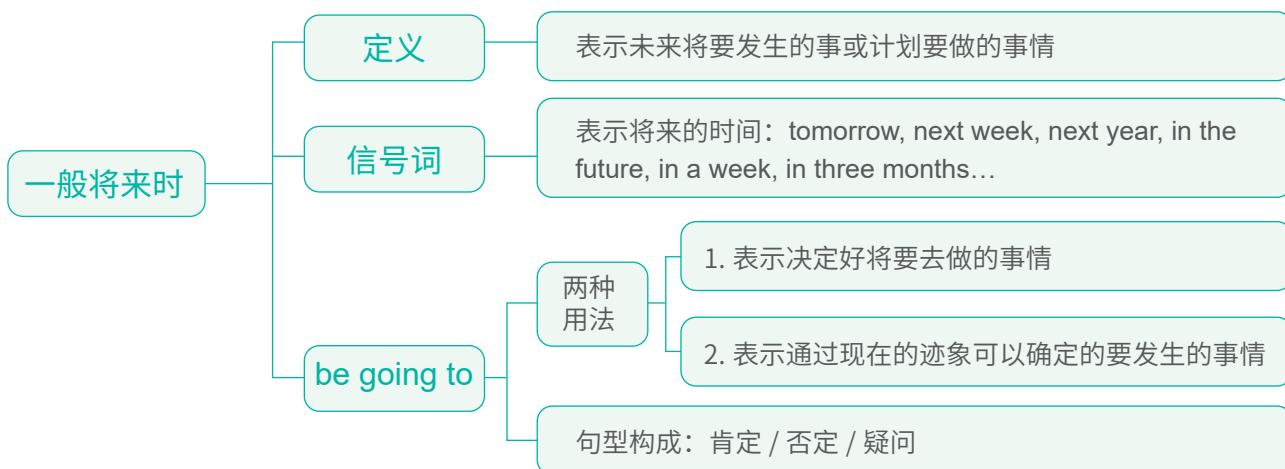 一般将来时
定义
表示未来将要发生的事或计划要做的事情
信号词
表示将来的时间：tomorrow, next week, next year, in the
future, in a week, in three months…
be going to
两种
用法
1. 表示决定好将要去做的事情
2. 表示通过现在的迹象可以确定的要发生的事情
句型构成：肯定 / 否定 / 疑问